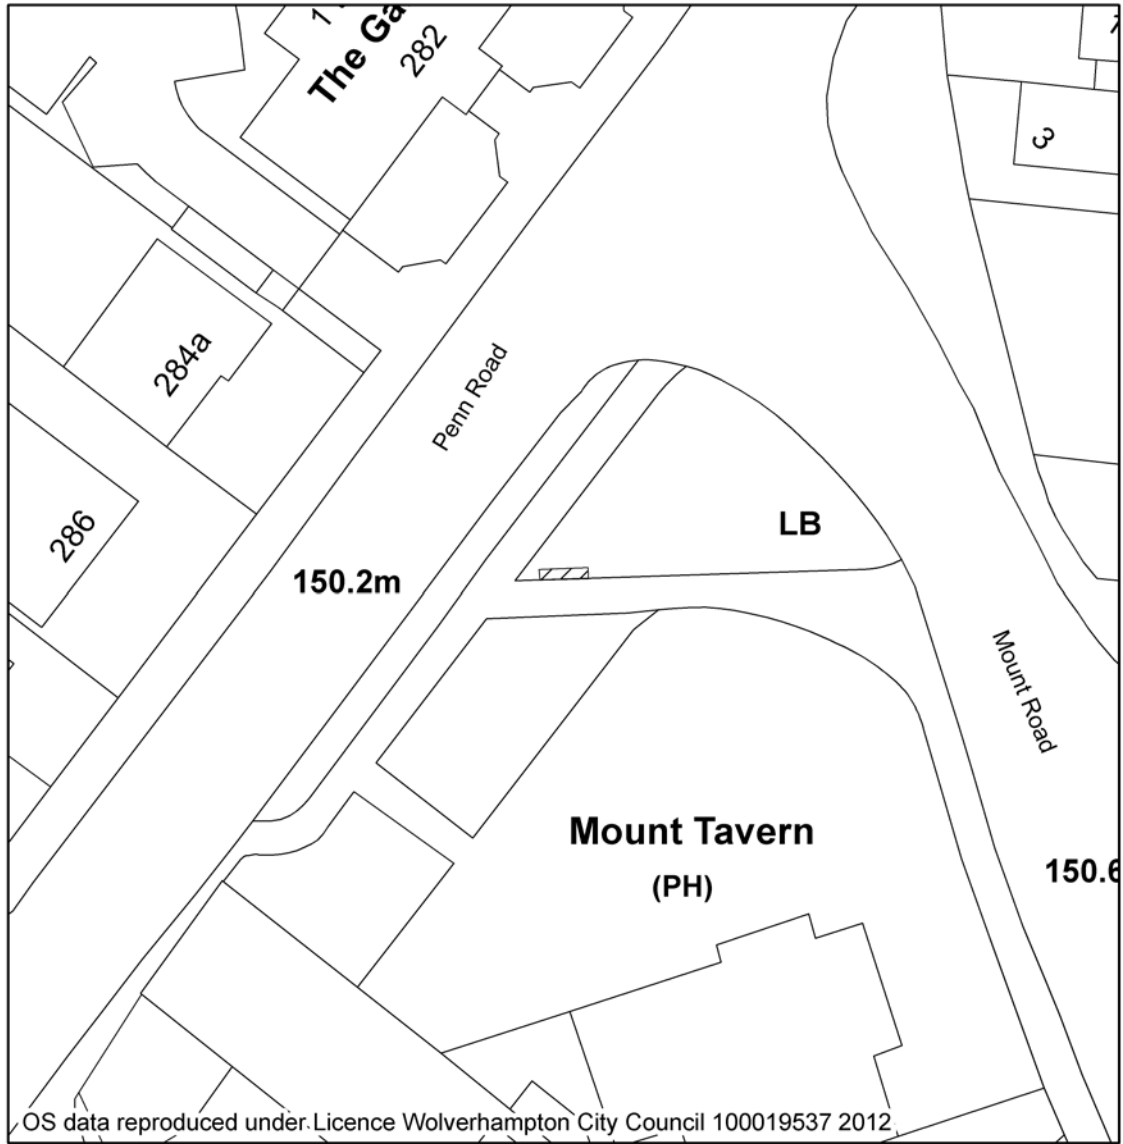 The Ga
282
3
284a
Penn Road
286
LB
150.2m
Mount Road
Mount Tavern
(PH)
150.6
OS data reproduced under Licence Wolverhampton City Council 100019537 2012